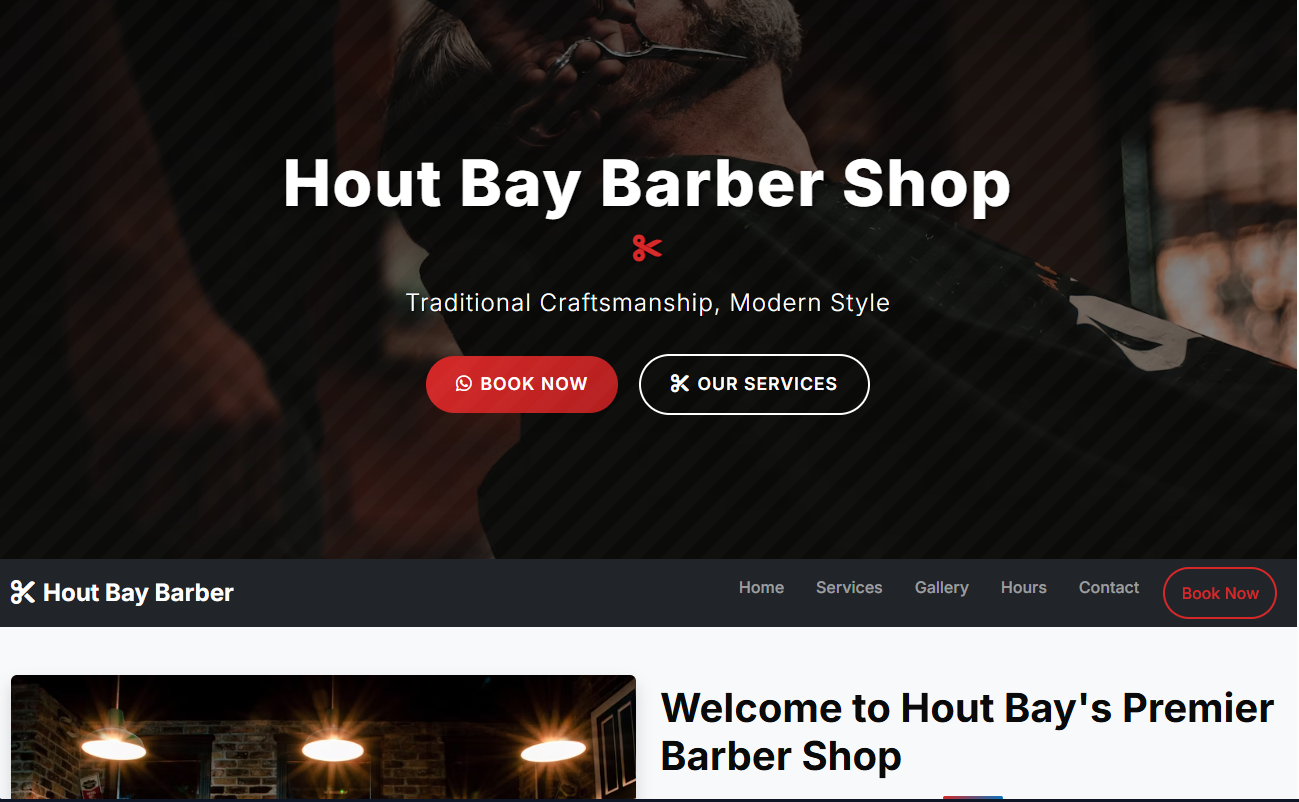 Hout Bay Barber Shop
Traditional Craftsmanship, Modern Style
BOOK NOW
OUR SERVICES
Hout Bay Barber
Home
Services
Gallery
Hours
Contact
Book Now
Welcome to Hout Bay's Premier
Barber Shop